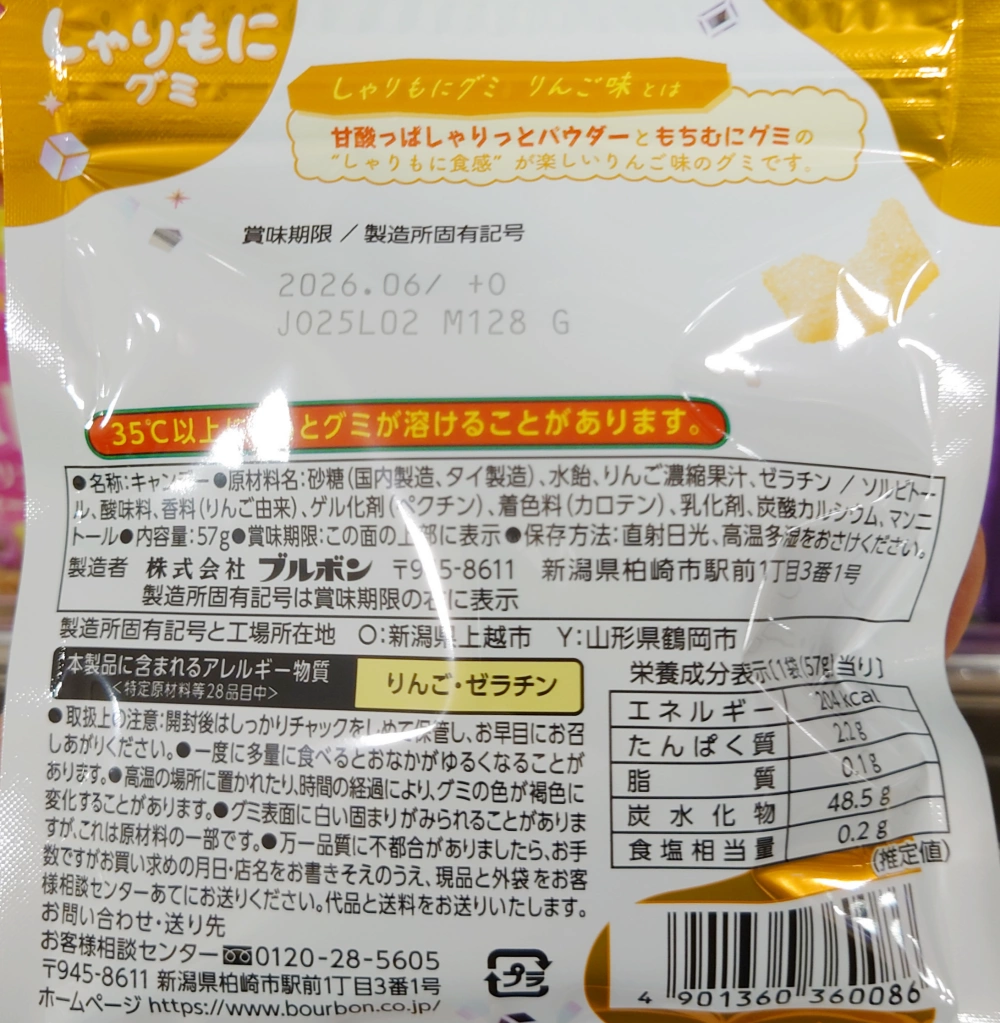 しゃりもに
グミ
しゃりもにグミ りんご味とは
甘酸っぱしゃりっとパウダーともちむにグミの
“しゃりもに食感”が楽しいりんご味のグミです。
賞味期限/製造所固有記号
2026.06/ +O
J025L02 M128 G
35℃以上 とグミが溶けることがあります。
●名称:キャンデー●原材料名:砂糖(国内製造、タイ製造)、水飴、りんご濃縮果汁、ゼラチン / ソルビトー
ル、酸味料、香料(りんご由来)、ゲル化剤(ペクチン)、着色料(カロテン)、乳化剤、炭酸カルシウム、マンニ
トール●内容量:57g●賞味期限:この面の上部に表示●保存方法:直射日光、高温多湿をおさけください。
製造者 株式会社ブルボン 〒945-8611 新潟県柏崎市駅前1丁目3番1号
製造所固有記号は賞味期限の右に表示
製造所固有記号と工場所在地 O:新潟県上越市 Y:山形県鶴岡市
本製品に含まれるアレルギー物質
<特定原材料等28品目中>
りんご・ゼラチン
●取扱上の注意:開封後はしっかりチャックをしめて保管し、お早目にお召
しあがりください。●一度に多量に食べるとおなかがゆるくなることが
あります。●高温の場所に置かれたり、時間の経過により、グミの色が褐色に
変化することがあります。●グミ表面に白い固まりがみられることがありま
すが、これは原材料の一部です。●万一品質に不都合がありましたら、お手
数ですがお買い求めの月日・店名をお書きそえのうえ、現品と外袋をお客
様相談センターあてにお送りください。代品と送料をお送りいたします。
お問い合わせ・送り先
お客様相談センター 0120-28-5605
〒945-8611 新潟県柏崎市駅前1丁目3番1号
ホームページ https://www.bourbon.co.jp/
栄養成分表示[1袋(57g)当り]
エネルギー 204kcal
たんぱく質 2.2g
脂質 0.1g
炭水化物 48.5g
食塩相当量 0.2g
(推定値)
プラ
4 901360 360086